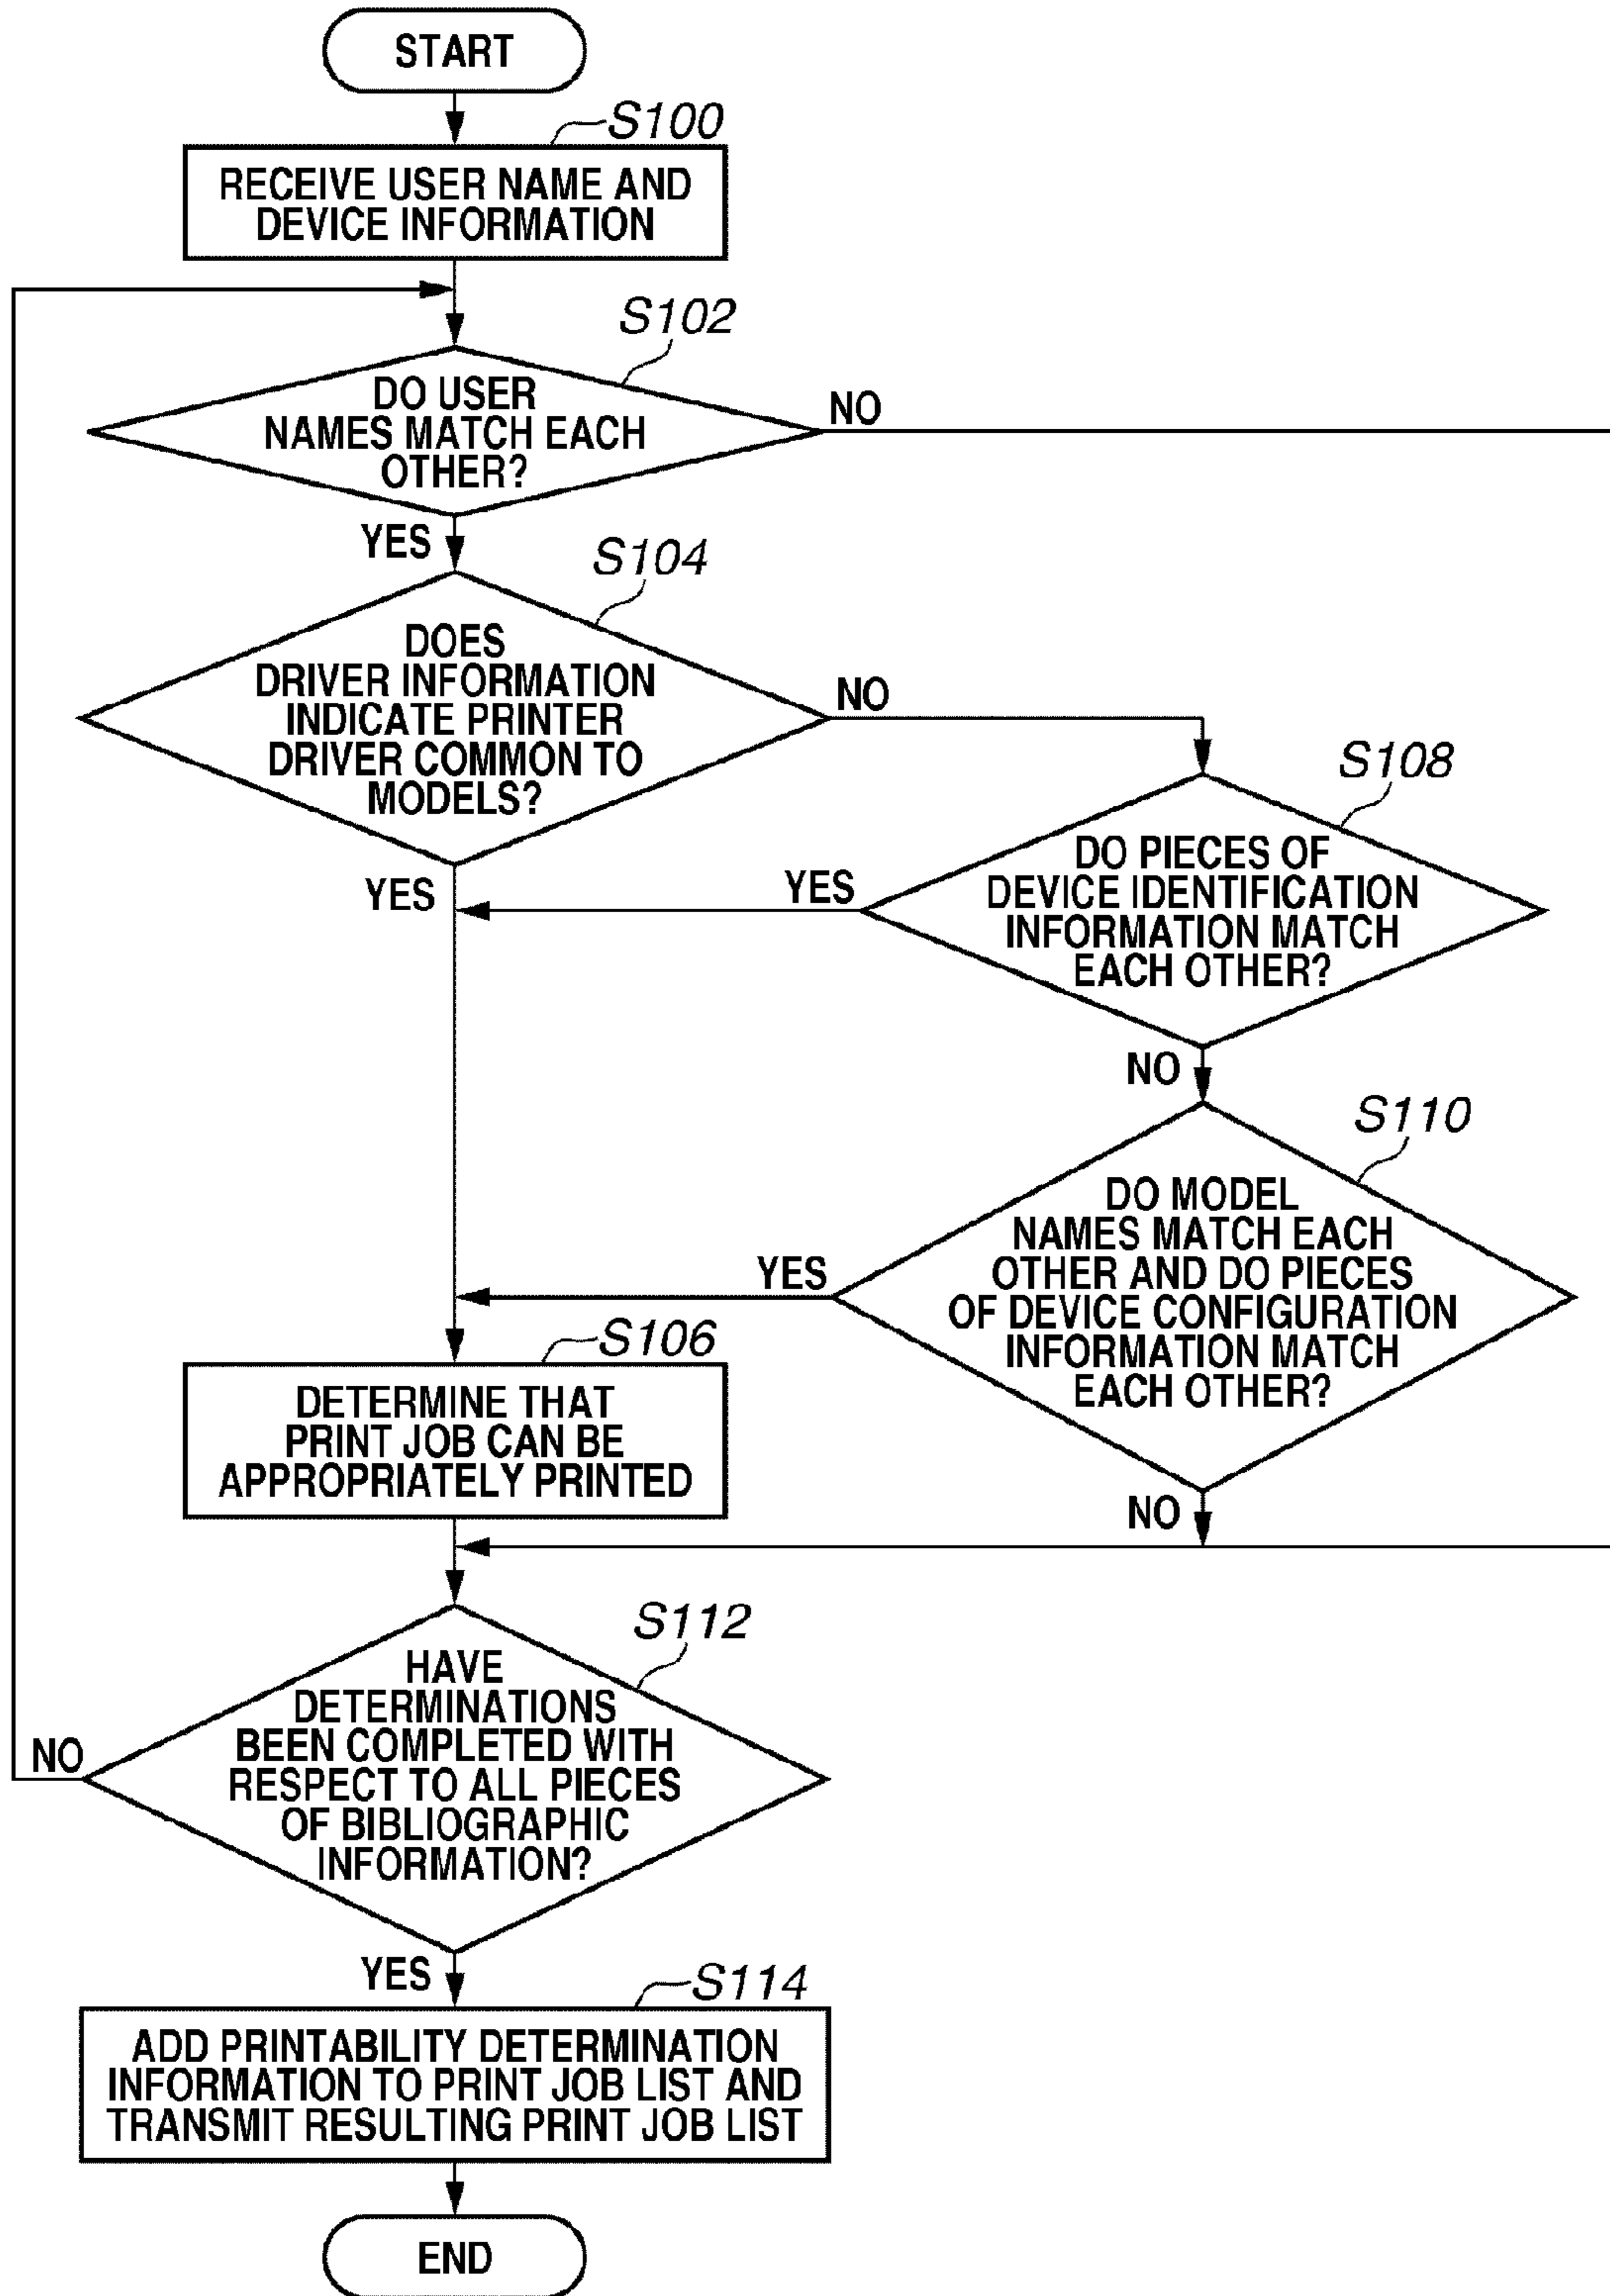 START
S100
RECEIVE USER NAME AND
DEVICE INFORMATION
S102
DO USER
NAMES MATCH EACH
OTHER?
NO
YES
S104
DOES
DRIVER INFORMATION
INDICATE PRINTER
DRIVER COMMON TO
MODELS?
NO
YES
S108
DO PIECES OF
DEVICE IDENTIFICATION
INFORMATION MATCH
EACH OTHER?
YES
NO
S110
DO MODEL
NAMES MATCH EACH
OTHER AND DO PIECES
OF DEVICE CONFIGURATION
INFORMATION MATCH
EACH OTHER?
YES
NO
S106
DETERMINE THAT
PRINT JOB CAN BE
APPROPRIATELY PRINTED
S112
HAVE
DETERMINATIONS
BEEN COMPLETED WITH
RESPECT TO ALL PIECES
OF BIBLIOGRAPHIC
INFORMATION?
NO
YES
S114
ADD PRINTABILITY DETERMINATION
INFORMATION TO PRINT JOB LIST AND
TRANSMIT RESULTING PRINT JOB LIST
END